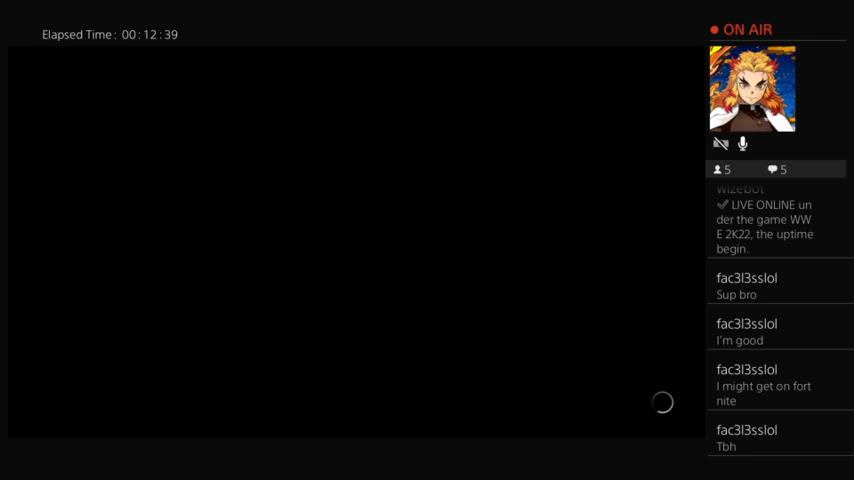 Elapsed Time: 00:12:39
ON AIR
5 5
wizebot
LIVE ONLINE un
der the game WW
E 2K22, the uptime
begin.
fac3l3sslol
Sup bro
fac3l3sslol
I'm good
fac3l3sslol
I might get on fort
nite
fac3l3sslol
Tbh